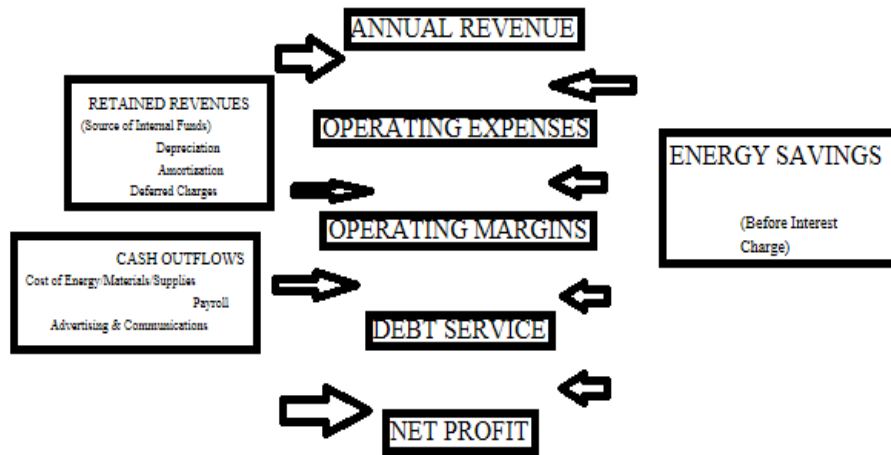 ANNUAL REVENUE
RETAINED REVENUES
(Source of Internal Funds)
Depreciation
Amortization
Deferred Charges
OPERATING EXPENSES
ENERGY SAVINGS
(Before Interest
Charge)
OPERATING MARGINS
CASH OUTFLOWS
Cost of Energy/Materials/Supplies
Payroll
Advertising & Communications
DEBT SERVICE
NET PROFIT